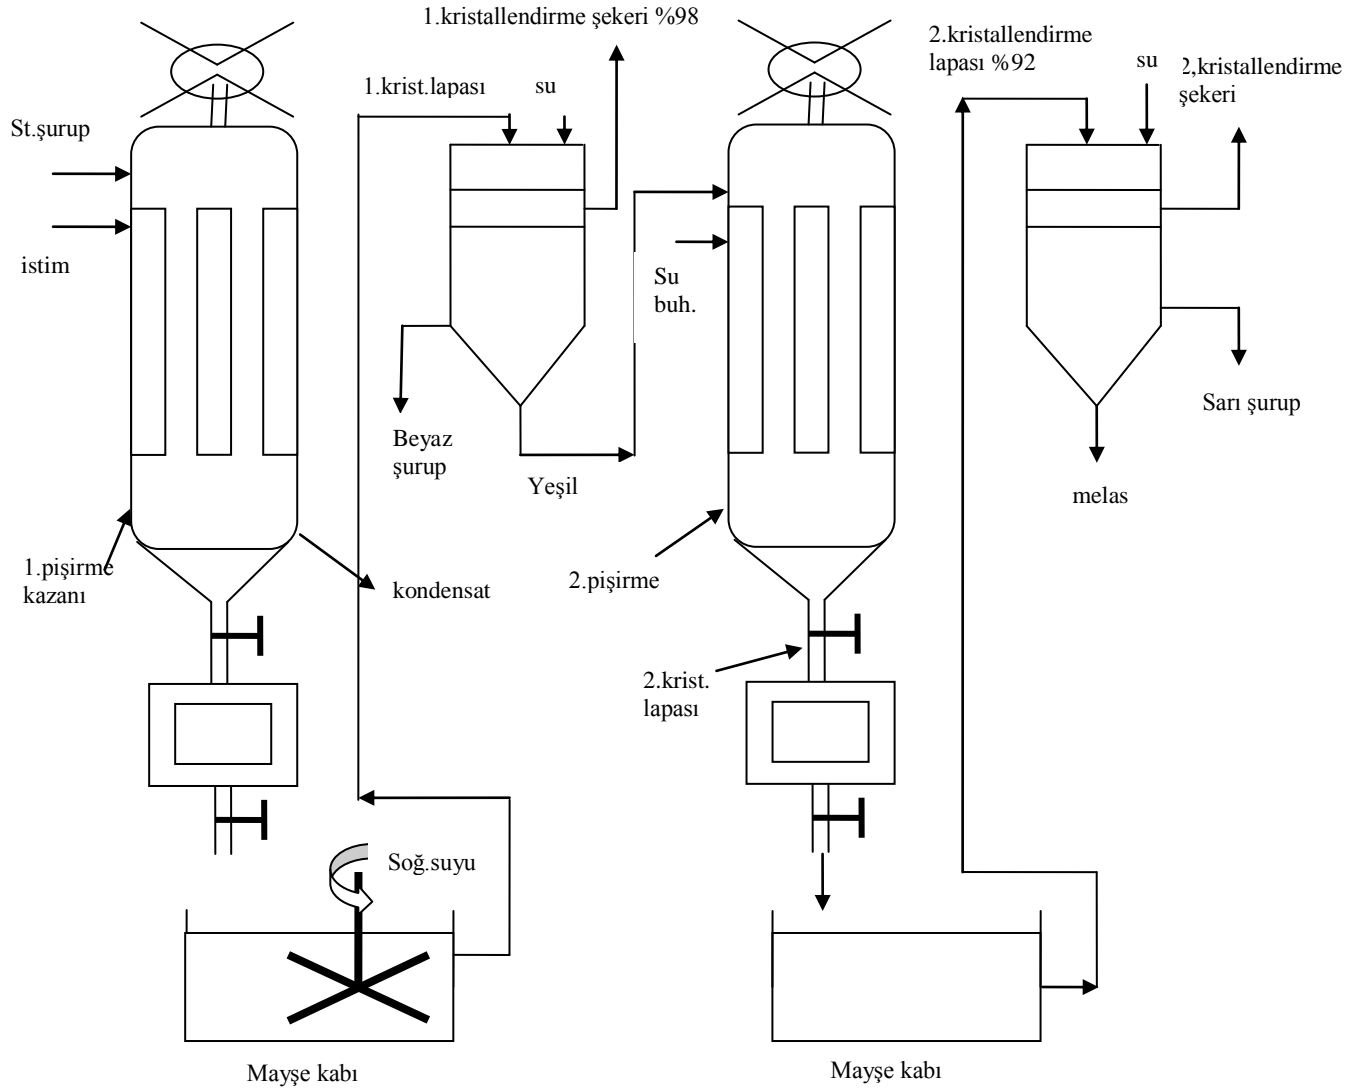 1.kristallendirme şekeri %98
2.kristallendirme
lapası %92
su
2,kristallendirme
şekeri
1.krist.lapası
su
St.şurup
istim
Su
buh.
Beyaz
şurup
Yeşil
Sarı şurup
melas
1.pişirme
kazanı
kondensat
2.pişirme
2.krist.
lapası
Soğ.suyu
Mayşe kabı
Mayşe kabı